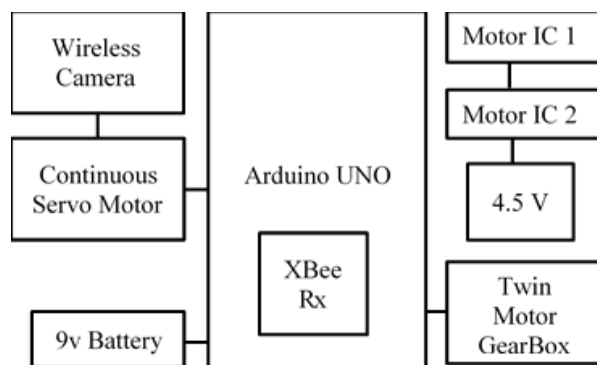 Wireless
Camera
Continuous
Servo Motor
9v Battery
Arduino UNO
XBee
Rx
Motor IC 1
Motor IC 2
4.5 V
Twin
Motor
GearBox